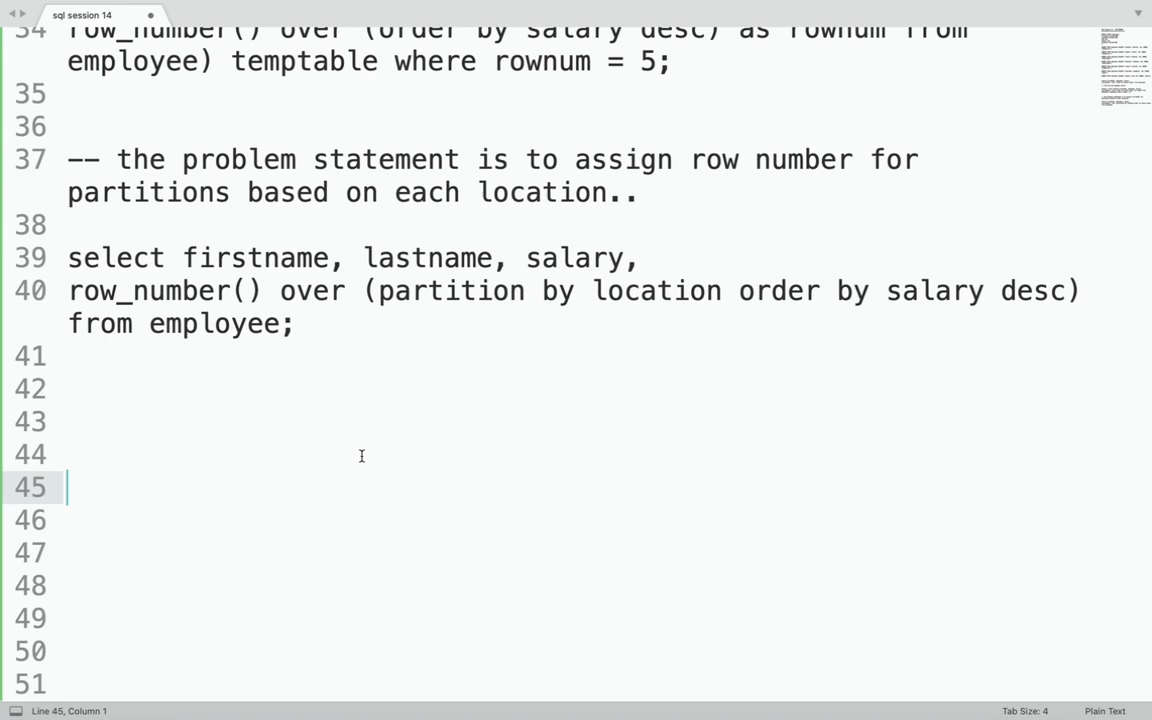 sql session 14
34 row_number() over (order by salary desc) as rownum from
employee) temptable where rownum = 5;
35
36
37 -- the problem statement is to assign row number for
partitions based on each location..
38
39 select firstname, lastname, salary,
40 row_number() over (partition by location order by salary desc)
from employee;
41
42
43
44
45
46
47
48
49
50
51
Line 45, Column 1
Tab Size: 4
Plain Text